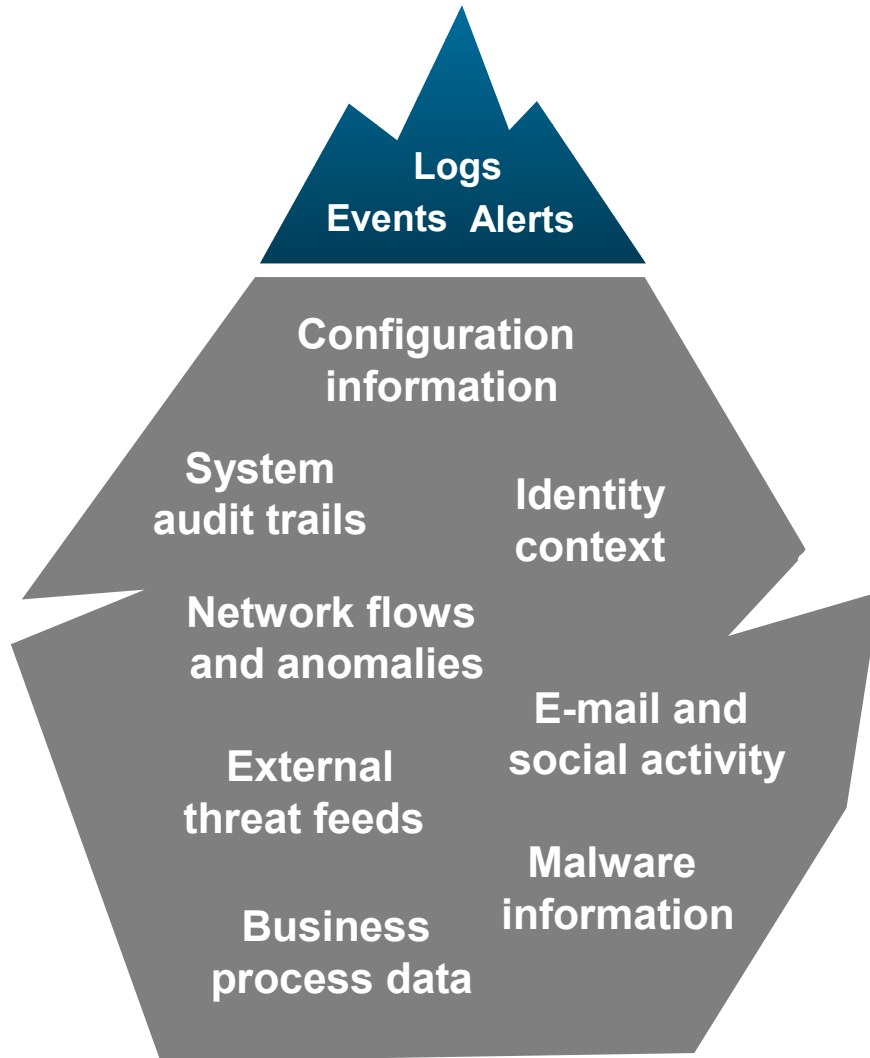 Logs
Events Alerts
Configuration
information
System
audit trails
Identity
context
Network flows
and anomalies
E-mail and
social activity
External
threat feeds
Malware
information
Business
process data